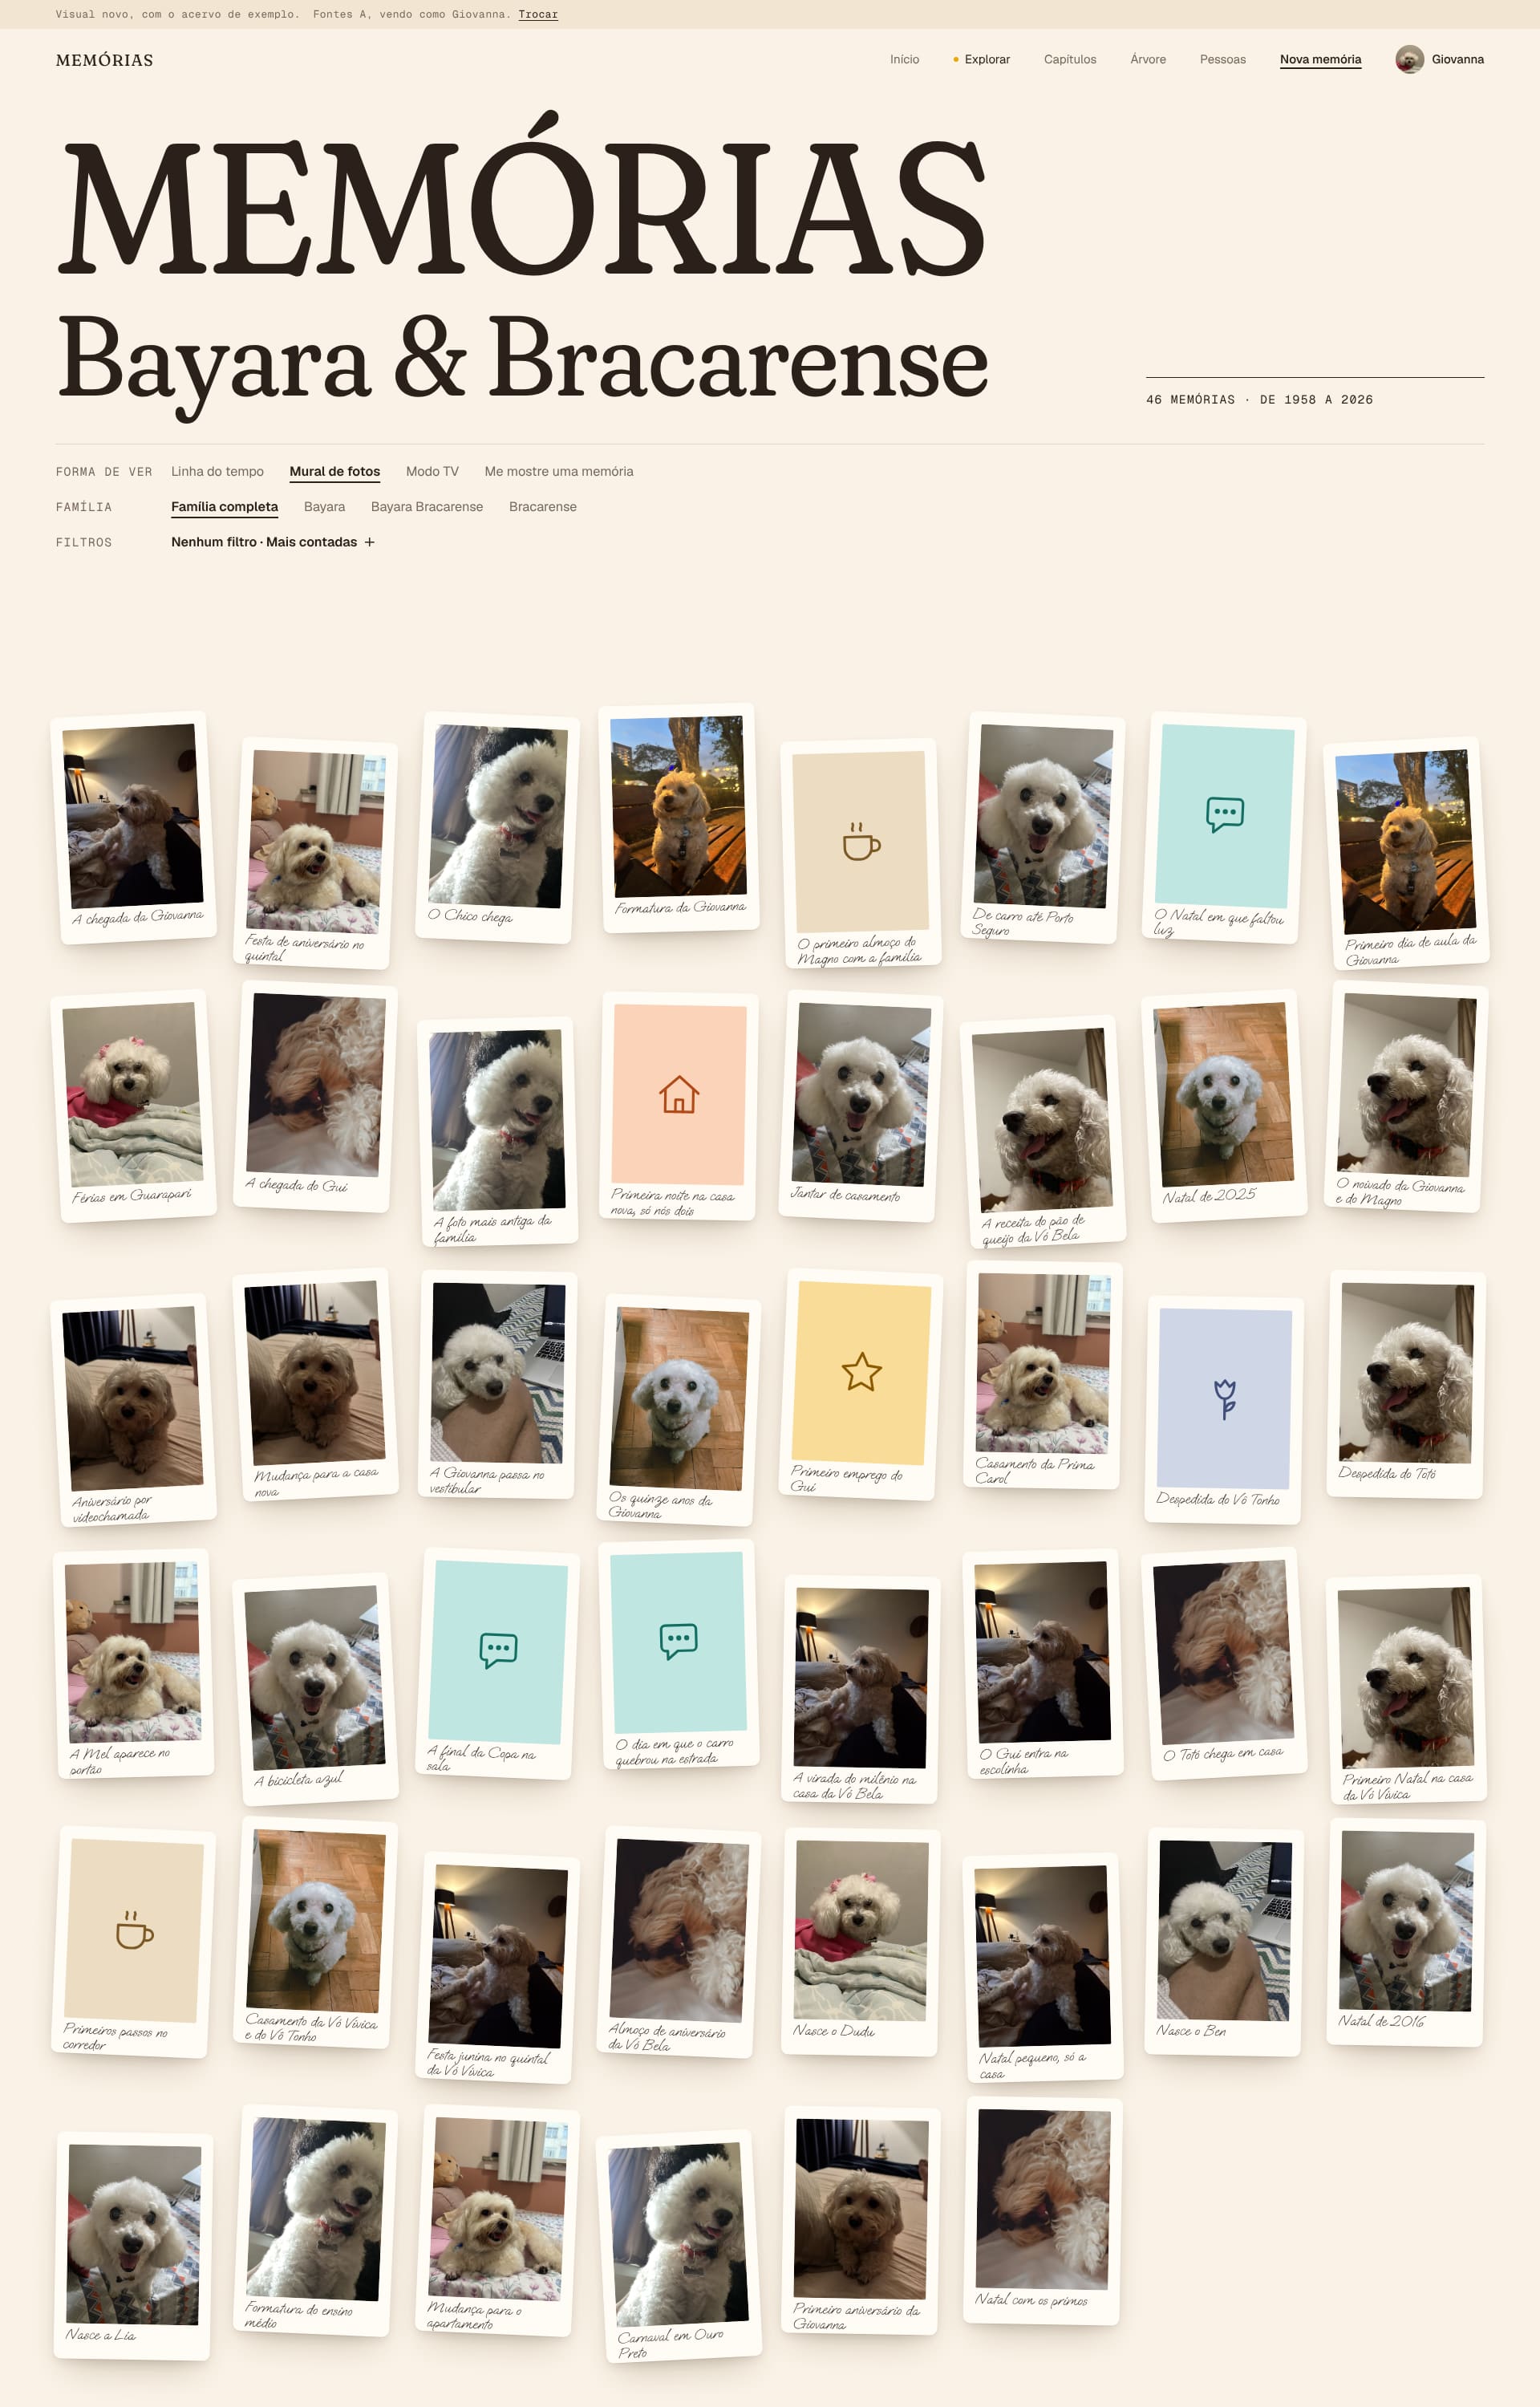 Visual novo, com o acervo de exemplo. Fontes A, vendo como Giovanna. Trocar
MEMÓRIAS
Início
Explorar
Capítulos
Árvore
Pessoas
Nova memória
Giovanna
MEMÓRIAS
Bayara & Bracarense
46 MEMÓRIAS · DE 1958 A 2026
FORMA DE VER
Linha do tempo
Mural de fotos
Modo TV
Me mostre uma memória
FAMÍLIA
Família completa
Bayara
Bayara Bracarense
Bracarense
FILTROS
Nenhum filtro · Mais contadas +
A chegada da Giovanna
Festa de aniversário no
quintal
O Chico chega
Formatura da Giovanna
O primeiro almoço do
Magno com a família
De carro até Porto
Seguro
O Natal em que faltou
luz
Primeiro dia de aula da
Giovanna
Férias em Guarapari
A chegada do Gui
A foto mais antiga da
família
Primeira noite na casa
nova, só nós dois
Jantar de casamento
A receita do pão de
queijo da Vó Bela
Natal de 2025
O noivado da Giovanna
e do Magno
Aniversário por
videochamada
Mudança para a casa
nova
A Giovanna passa no
vestibular
Os quinze anos da
Giovanna
Primeiro emprego do
Gui
Casamento da Prima
Carol
Despedida do Vô Tonho
Despedida do Totó
A Mel aparece no
portão
A bicicleta azul
A final da Copa na
sala
O dia em que o carro
quebrou na estrada
A virada do milênio na
casa da Vó Bela
O Gui entra na
escolinha
O Totó chega em casa
Primeiro Natal na casa
da Vó Vivica
Primeiros passos no
corredor
Casamento da Vó Vivica
e do Vô Tonho
Festa junina no quintal
da Vó Vivica
Almoço de aniversário
da Vó Bela
Nasce o Dudu
Natal pequeno, só a
casa
Nasce o Ben
Natal de 2016
Nasce a Lia
Formatura do ensino
médio
Mudança para o
apartamento
Carnaval em Ouro
Preto
Primeiro aniversário da
Giovanna
Natal com os primos